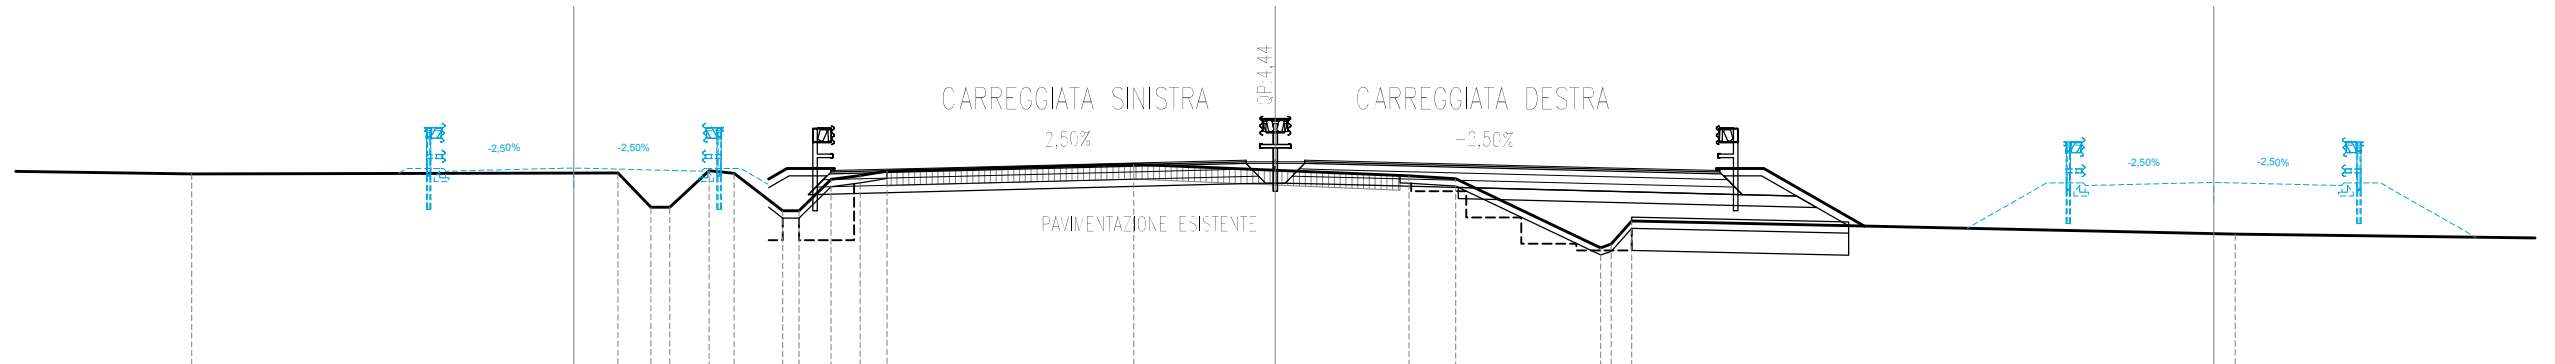 QP:4,44
CARREGGIATA SINISTRA
CARREGGIATA DESTRA
2,50%
-2,50%
-2,50%
-2,50%
-2,50%
-2,50%
PAVIMENTAZIONE ESISTENTE